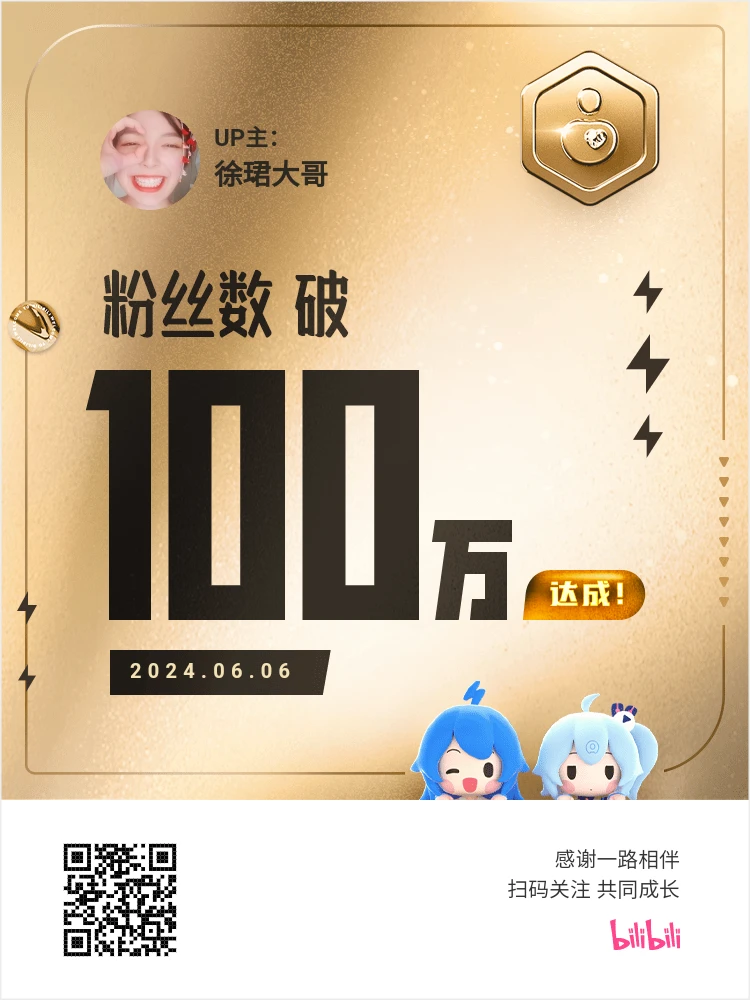 UP主：
徐珺大哥
粉丝数 破
100万
达成！
2024.06.06
感谢一路相伴
扫码关注 共同成长
bilibili